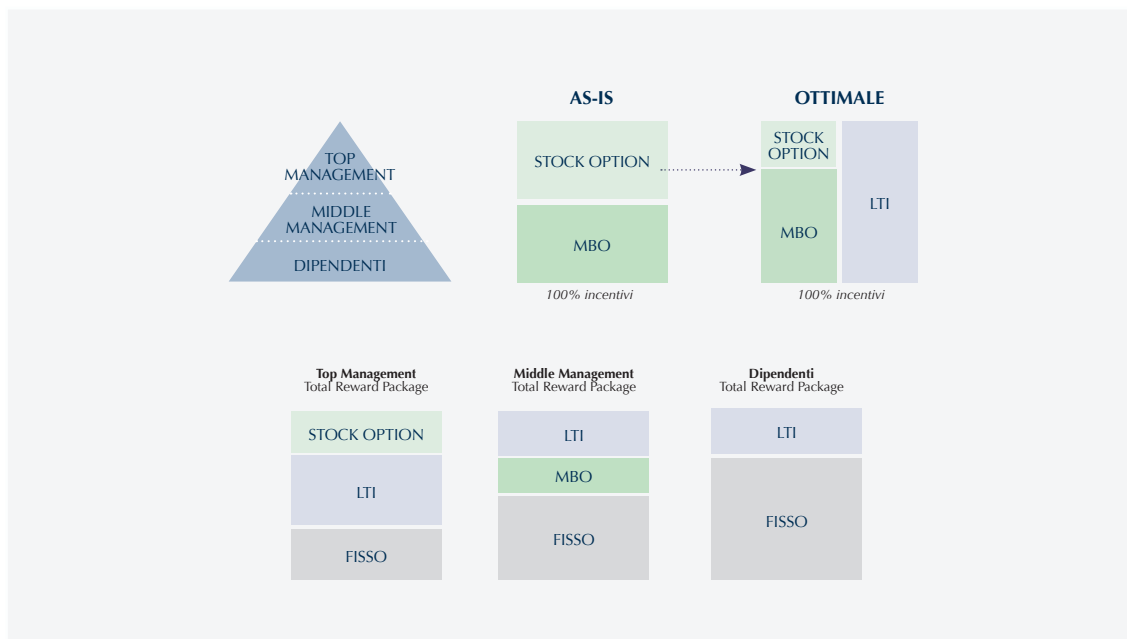 AS-IS
OTTIMALE
TOP
MANAGEMENT
MIDDLE
MANAGEMENT
DIPENDENTI
STOCK OPTION
MBO
100% incentivi
STOCK
OPTION
MBO
LTI
100% incentivi
Top Management
Total Reward Package
STOCK OPTION
LTI
FISSO
Middle Management
Total Reward Package
LTI
MBO
FISSO
Dipendenti
Total Reward Package
LTI
FISSO